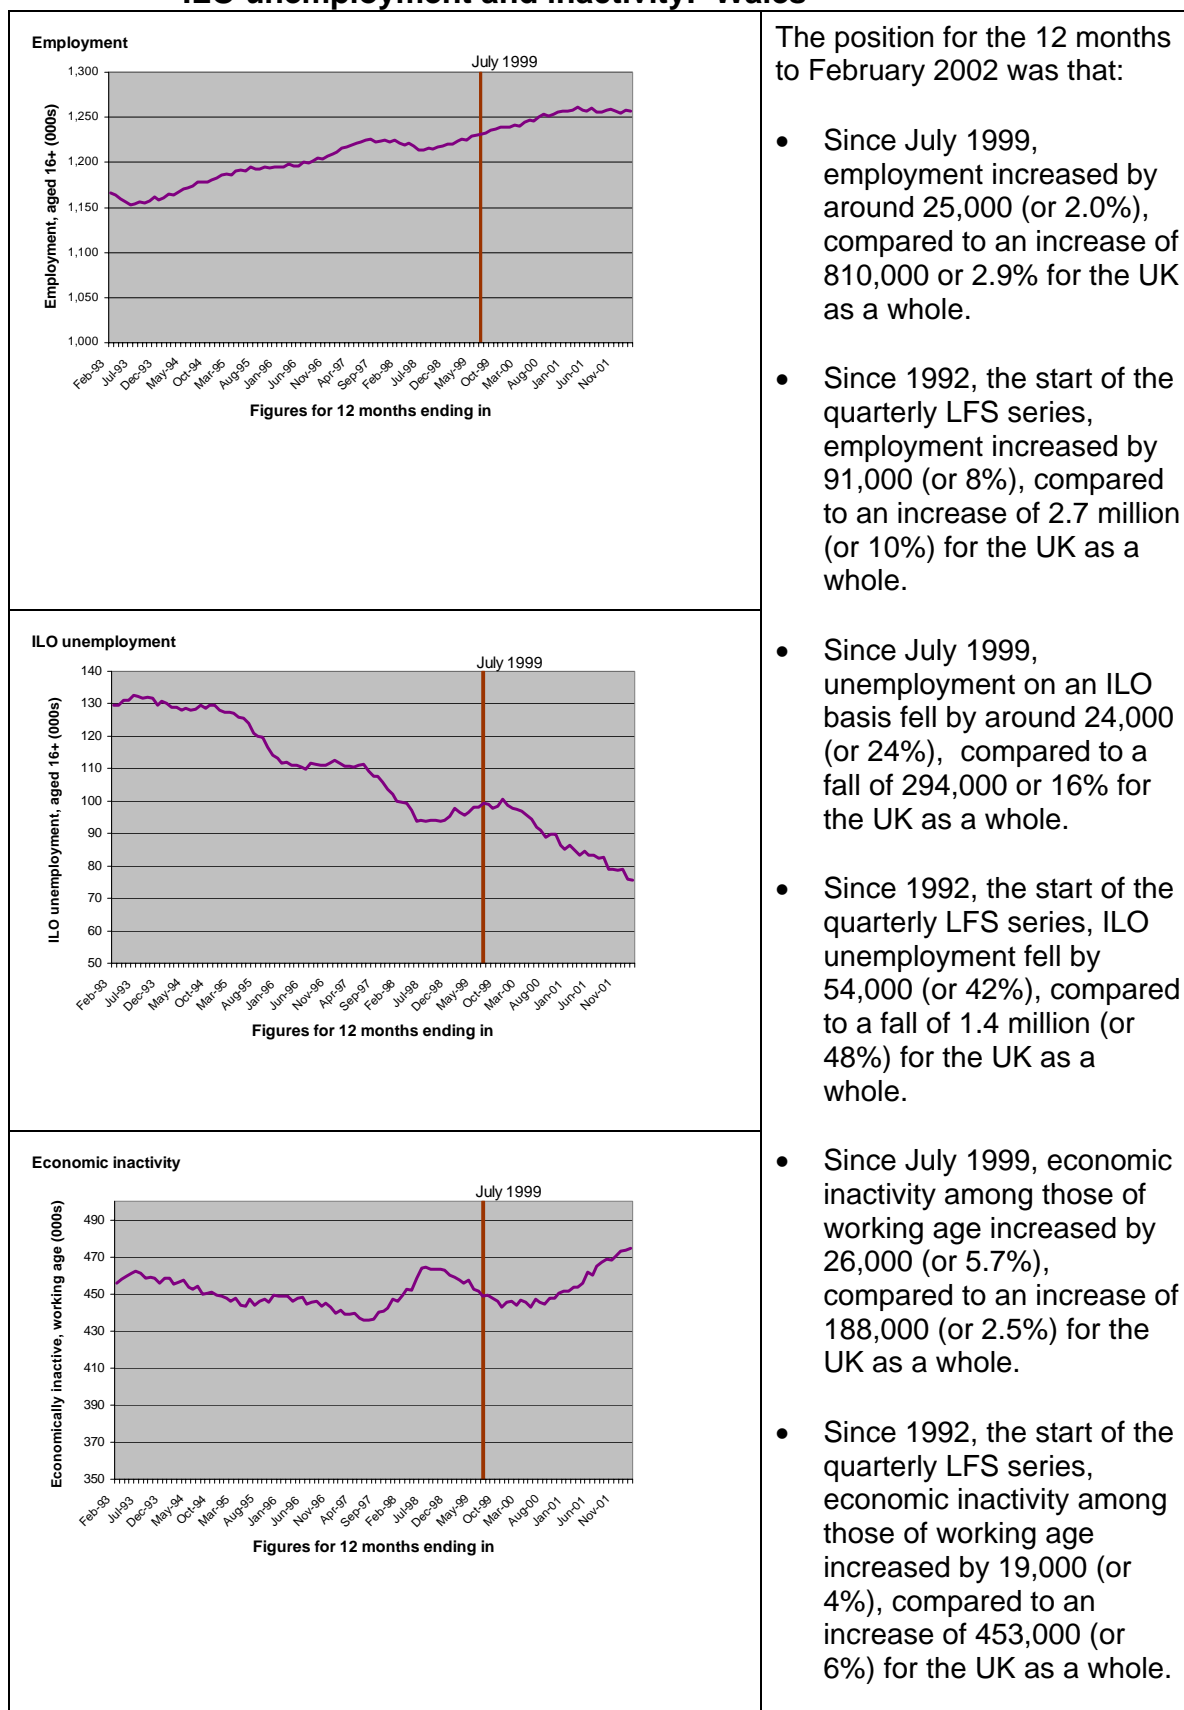 ILO unemployment and inactivity: Wales
Employment
July 1999
1,300
1,250
1,200
1,150
1,100
1,050
1,000
Employment, aged 16+ (000s)
Feb-93 Jul-93 Dec-93 May-94 Oct-94 Mar-95 Aug-95 Jan-96 Jun-96 Nov-96 Apr-97 Sep-97 Feb-98 Jul-98 Dec-98 May-99 Oct-99 Mar-00 Aug-00 Jan-01 Jun-01 Nov-01
Figures for 12 months ending in
ILO unemployment
July 1999
140
130
120
110
100
90
80
70
60
50
ILO unemployment, aged 16+ (000s)
Feb-93 Jul-93 Dec-93 May-94 Oct-94 Mar-95 Aug-95 Jan-96 Jun-96 Nov-96 Apr-97 Sep-97 Feb-98 Jul-98 Dec-98 May-99 Oct-99 Mar-00 Aug-00 Jan-01 Jun-01 Nov-01
Figures for 12 months ending in
Economic inactivity
July 1999
490
470
450
430
410
390
370
350
Economically inactive, working age (000s)
Feb-93 Jul-93 Dec-93 May-94 Oct-94 Mar-95 Aug-95 Jan-96 Jun-96 Nov-96 Apr-97 Sep-97 Feb-98 Jul-98 Dec-98 May-99 Oct-99 Mar-00 Aug-00 Jan-01 Jun-01 Nov-01
Figures for 12 months ending in
The position for the 12 months
to February 2002 was that:
• Since July 1999,
employment increased by
around 25,000 (or 2.0%),
compared to an increase of
810,000 or 2.9% for the UK
as a whole.
• Since 1992, the start of the
quarterly LFS series,
employment increased by
91,000 (or 8%), compared
to an increase of 2.7 million
(or 10%) for the UK as a
whole.
• Since July 1999,
unemployment on an ILO
basis fell by around 24,000
(or 24%),  compared to a
fall of 294,000 or 16% for
the UK as a whole.
• Since 1992, the start of the
quarterly LFS series, ILO
unemployment fell by
54,000 (or 42%), compared
to a fall of 1.4 million (or
48%) for the UK as a
whole.
• Since July 1999, economic
inactivity among those of
working age increased by
26,000 (or 5.7%),
compared to an increase of
188,000 (or 2.5%) for the
UK as a whole.
• Since 1992, the start of the
quarterly LFS series,
economic inactivity among
those of working age
increased by 19,000 (or
4%), compared to an
increase of 453,000 (or
6%) for the UK as a whole.